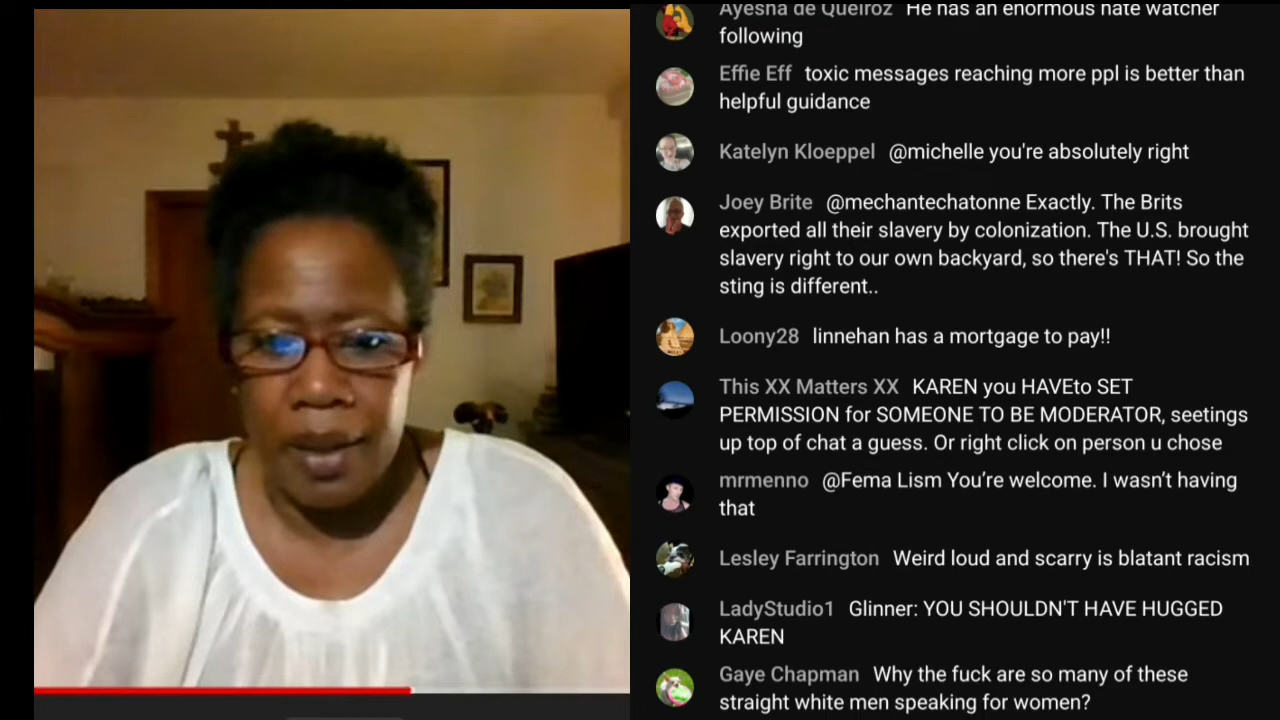 Ayesha de Queiroz He has an enormous hate watcher
following
Effie Eff toxic messages reaching more ppl is better than
helpful guidance
Katelyn Kloeppel @michelle you're absolutely right
Joey Brite @mechantechatonne Exactly. The Brits
exported all their slavery by colonization. The U.S. brought
slavery right to our own backyard, so there's THAT! So the
sting is different..
Loony28 linnehan has a mortgage to pay!!
This XX Matters XX KAREN you HAVEto SET
PERMISSION for SOMEONE TO BE MODERATOR, seetings
up top of chat a guess. Or right click on person u chose
mrmenno @Fema Lism You’re welcome. I wasn’t having
that
Lesley Farrington Weird loud and scarry is blatant racism
LadyStudio1 Glinner: YOU SHOULDN'T HAVE HUGGED
KAREN
Gaye Chapman Why the fuck are so many of these
straight white men speaking for women?